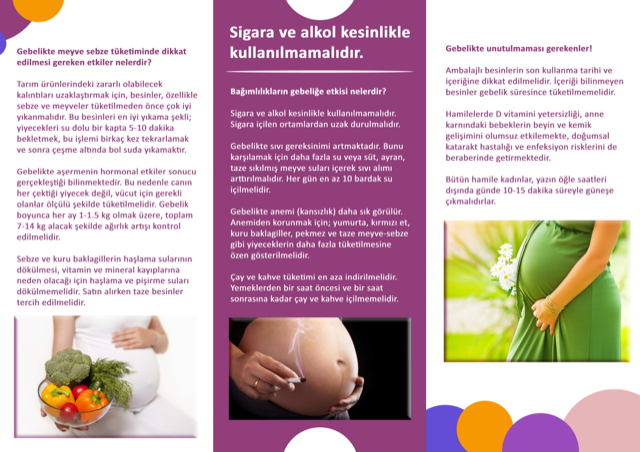 Gebelikte meyve sebze tüketiminde dikkat
edilmesi gereken etkiler nelerdir?
Tarım ürünlerindeki zararlı olabilecek
kalıntıları uzaklaştırmak için, besinler, özellikle
sebze ve meyveler tüketilmeden önce çok iyi
yıkanmalıdır. Bu besinleri en iyi yıkama şekli;
yiyecekleri su dolu bir kapta 5-10 dakika
bekletmek, bu işlemi birkaç kez tekrarlamak
ve sonra çeşme altında bol suda yıkamaktır.
Gebelikte aşermenin hormonal etkiler sonucu
gerçekleştiği bilinmektedir. Bu nedenle canın
her çektiği yiyecek değil, vücut için gerekli
olanlar ölçülü şekilde tüketilmelidir. Gebelik
boyunca her ay 1-1.5 kg olmak üzere, toplam
7-14 kg alacak şekilde ağırlık artışı kontrol
edilmelidir.
Sebze ve kuru baklagillerin haşlama sularının
dökülmesi, vitamin ve mineral kayıplarına
neden olacağı için haşlama ve pişirme suları
dökülmemelidir. Satın alırken taze besinler
tercih edilmelidir.
Sigara ve alkol kesinlikle
kullanılmamalıdır.
Bağımlılıkların gebeliğe etkisi nelerdir?
Sigara ve alkol kesinlikle kullanılmamalıdır.
Sigara içilen ortamlardan uzak durulmalıdır.
Gebelikte sıvı gereksinimi artmaktadır. Bunu
karşılamak için daha fazla su veya süt, ayran,
taze sıkılmış meyve suları içerek sıvı alımı
arttırılmalıdır. Her gün en az 10 bardak su
içilmelidir.
Gebelikte anemi (kansızlık) daha sık görülür.
Anemiden korunmak için; yumurta, kırmızı et,
kuru baklagiller, pekmez ve taze meyve-sebze
gibi yiyeceklerin daha fazla tüketilmesine
özen gösterilmelidir.
Çay ve kahve tüketimi en aza indirilmelidir.
Yemeklerden bir saat öncesi ve bir saat
sonrasına kadar çay ve kahve içilmemelidir.
Gebelikte unutulmaması gerekenler!
Ambalajlı besinlerin son kullanma tarihi ve
içeriğine dikkat edilmelidir. İçeriği bilinmeyen
besinler gebelik süresince tüketilmemelidir.
Hamilelerde D vitamini yetersizliği, anne
karnındaki bebeklerin beyin ve kemik
gelişimini olumsuz etkilemekte, doğumsal
katarakt hastalığı ve enfeksiyon risklerini de
beraberinde getirmektedir.
Bütün hamile kadınlar, yazın öğle saatleri
dışında günde 10-15 dakika süreyle güneşe
çıkmalıdırlar.